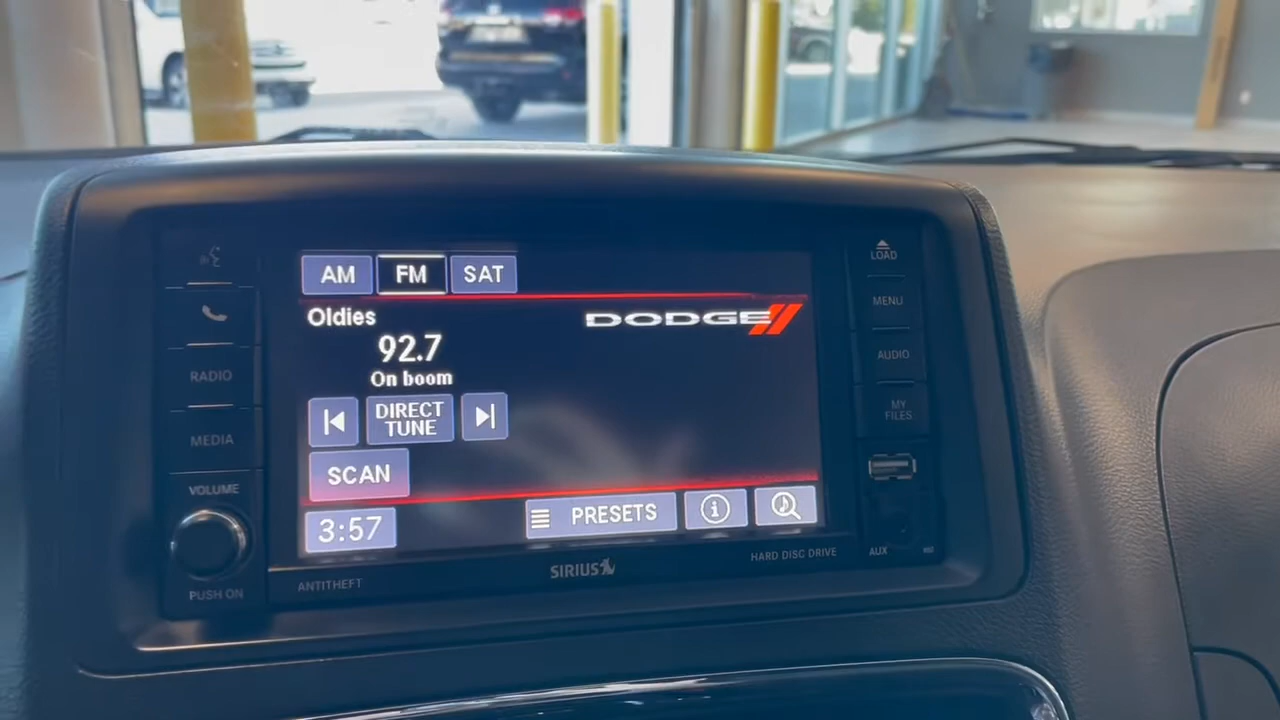 AM FM SAT
Oldies
DODGE
92.7
On boom
DIRECT
TUNE
SCAN
3:57
PRESETS
i
RADIO
MEDIA
VOLUME
PUSH ON
ANTITHEFT
SIRIUS
HARD DISC DRIVE
LOAD
MENU
AUDIO
MY
FILES
AUX